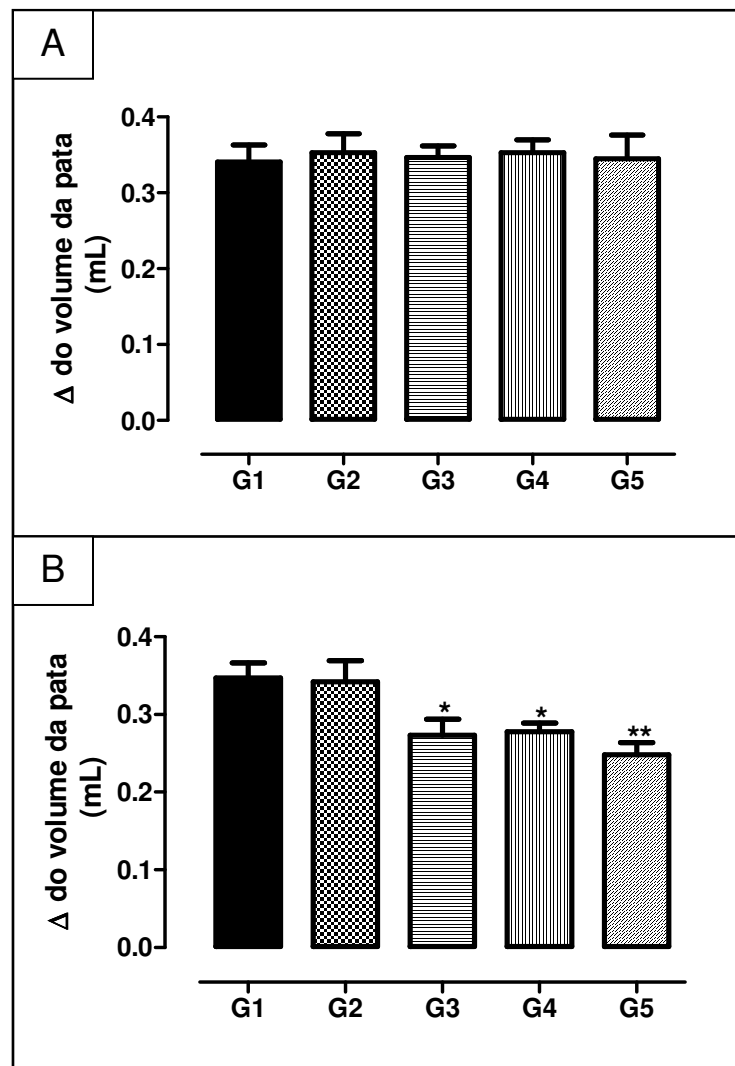 A
Δ do volume da pata
(mL)
0.4
0.3
0.2
0.1
0.0
G1 G2 G3 G4 G5
B
Δ do volume da pata
(mL)
0.4
0.3
0.2
0.1
0.0
* * **
G1 G2 G3 G4 G5